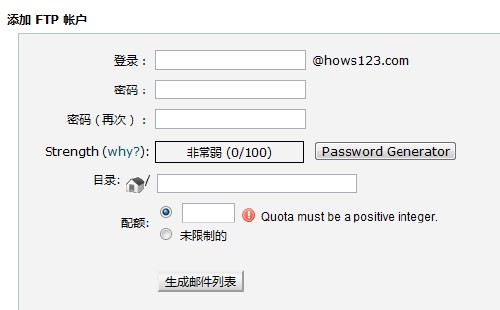 添加 FTP 帐户
登录： @hows123.com
密码：
密码 ( 再次 ) ：
Strength (why?): 非常弱 (0/100) Password Generator
目录: /
配额: Quota must be a positive integer.
未限制的
生成邮件列表